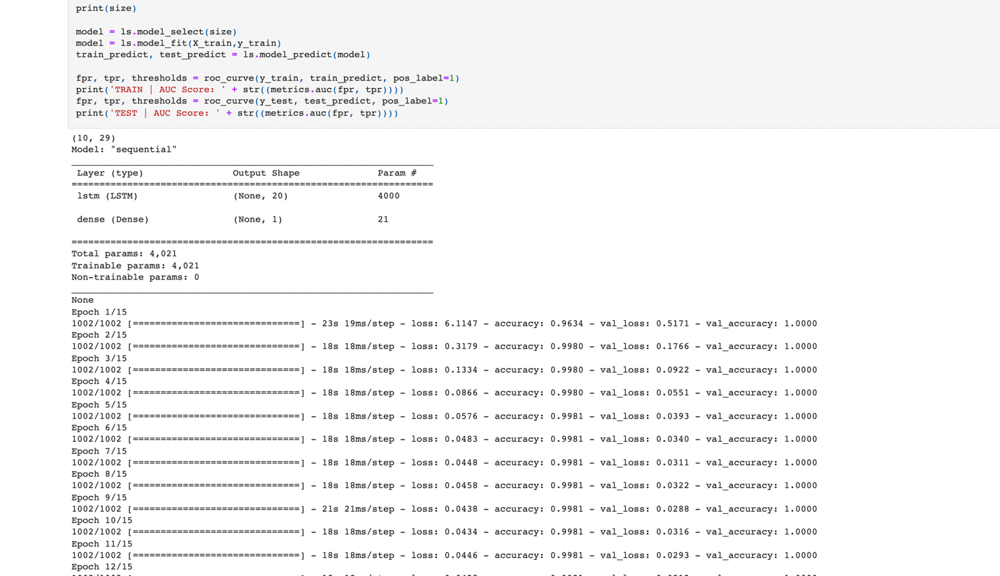 print(size)
model = ls.model_select(size)
model = ls.model_fit(X_train,y_train)
train_predict, test_predict = ls.model_predict(model)
fpr, tpr, thresholds = roc_curve(y_train, train_predict, pos_label=1)
print('TRAIN | AUC Score: ' + str((metrics.auc(fpr, tpr))))
fpr, tpr, thresholds = roc_curve(y_test, test_predict, pos_label=1)
print('TEST | AUC Score: ' + str((metrics.auc(fpr, tpr))))
(10, 29)
Model: "sequential"
_________________________________________________________________
Layer (type) Output Shape Param #
=================================================================
lstm (LSTM) (None, 20) 4000
dense (Dense) (None, 1) 21
=================================================================
Total params: 4,021
Trainable params: 4,021
Non-trainable params: 0
_________________________________________________________________
None
Epoch 1/15
1002/1002 [==============================] - 23s 19ms/step - loss: 6.1147 - accuracy: 0.9634 - val_loss: 0.5171 - val_accuracy: 1.0000
Epoch 2/15
1002/1002 [==============================] - 18s 18ms/step - loss: 0.3179 - accuracy: 0.9980 - val_loss: 0.1766 - val_accuracy: 1.0000
Epoch 3/15
1002/1002 [==============================] - 18s 18ms/step - loss: 0.1334 - accuracy: 0.9980 - val_loss: 0.0922 - val_accuracy: 1.0000
Epoch 4/15
1002/1002 [==============================] - 18s 18ms/step - loss: 0.0866 - accuracy: 0.9980 - val_loss: 0.0551 - val_accuracy: 1.0000
Epoch 5/15
1002/1002 [==============================] - 18s 18ms/step - loss: 0.0576 - accuracy: 0.9981 - val_loss: 0.0393 - val_accuracy: 1.0000
Epoch 6/15
1002/1002 [==============================] - 18s 18ms/step - loss: 0.0483 - accuracy: 0.9981 - val_loss: 0.0340 - val_accuracy: 1.0000
Epoch 7/15
1002/1002 [==============================] - 18s 18ms/step - loss: 0.0448 - accuracy: 0.9981 - val_loss: 0.0311 - val_accuracy: 1.0000
Epoch 8/15
1002/1002 [==============================] - 18s 18ms/step - loss: 0.0458 - accuracy: 0.9981 - val_loss: 0.0322 - val_accuracy: 1.0000
Epoch 9/15
1002/1002 [==============================] - 21s 21ms/step - loss: 0.0438 - accuracy: 0.9981 - val_loss: 0.0288 - val_accuracy: 1.0000
Epoch 10/15
1002/1002 [==============================] - 18s 18ms/step - loss: 0.0434 - accuracy: 0.9981 - val_loss: 0.0316 - val_accuracy: 1.0000
Epoch 11/15
1002/1002 [==============================] - 18s 18ms/step - loss: 0.0446 - accuracy: 0.9981 - val_loss: 0.0293 - val_accuracy: 1.0000
Epoch 12/15